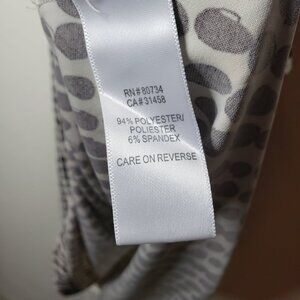 RN#80734
CA#31458
94% POLYESTER/
POLIESTER
6% SPANDEX
CARE ON REVERSE